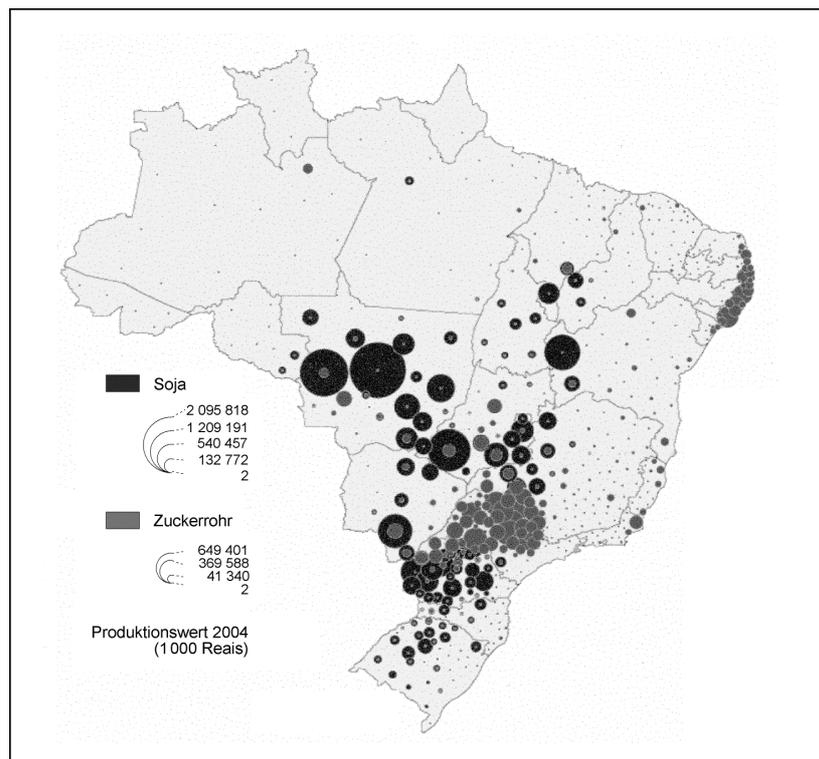 Soja
2 095 818
1 209 191
540 457
132 772
2
Zuckerrohr
649 401
369 588
41 340
2
Produktionswert 2004
(1 000 Reais)